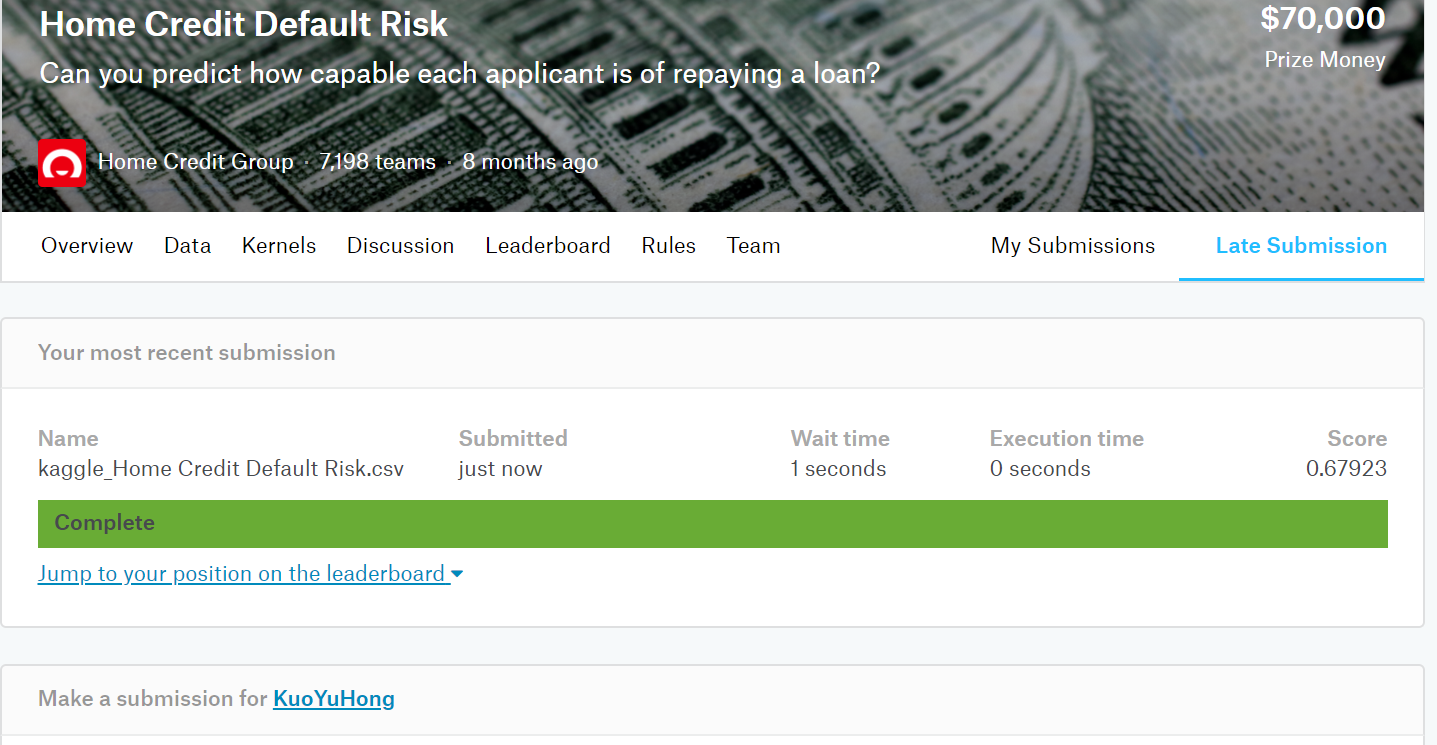 Home Credit Default Risk
$70,000
Can you predict how capable each applicant is of repaying a loan?
Prize Money
Home Credit Group · 7,198 teams · 8 months ago
Overview Data Kernels Discussion Leaderboard Rules Team My Submissions Late Submission
Your most recent submission
Name Submitted Wait time Execution time Score
kaggle_Home Credit Default Risk.csv just now 1 seconds 0 seconds 0.67923
Complete
Jump to your position on the leaderboard
Make a submission for KuoYuHong